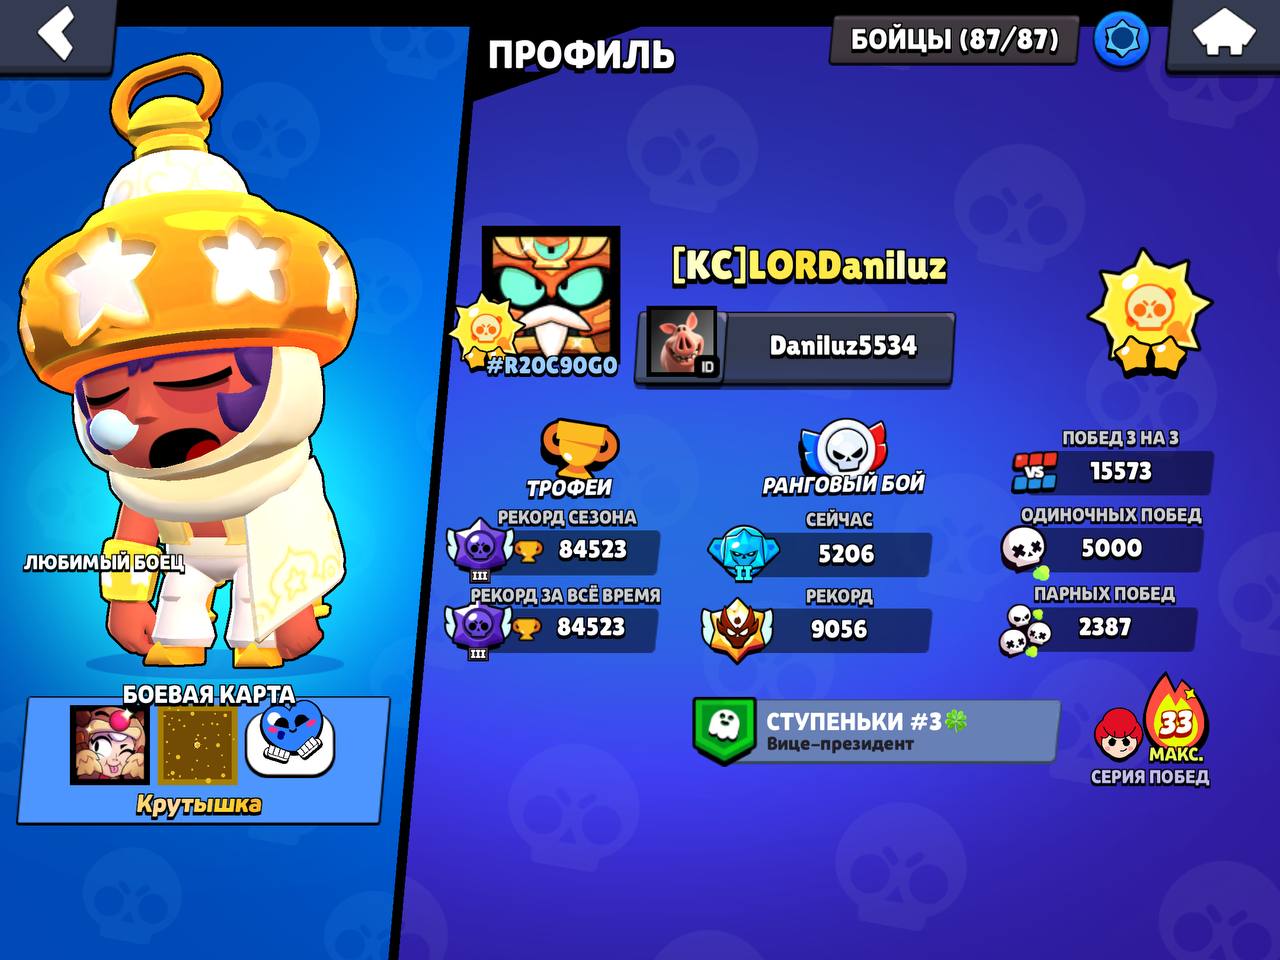 ПРОФИЛЬ
БОЙЦЫ (87/87)
[KC]LORDaniluz
#R20C90G0
ID
Daniluz5534
ТРОФЕИ
РЕКОРД СЕЗОНА
III
84523
РЕКОРД ЗА ВСЁ ВРЕМЯ
III
84523
РАНГОВЫЙ БОЙ
СЕЙЧАС
II
5206
РЕКОРД
9056
ПОБЕД 3 НА 3
VS
15573
ОДИНОЧНЫХ ПОБЕД
5000
ПАРНЫХ ПОБЕД
2387
ЛЮБИМЫЙ БОЕЦ
БОЕВАЯ КАРТА
Крутышка
СТУПЕНЬКИ #3🍀
Вице-президент
33
МАКС.
СЕРИЯ ПОБЕД